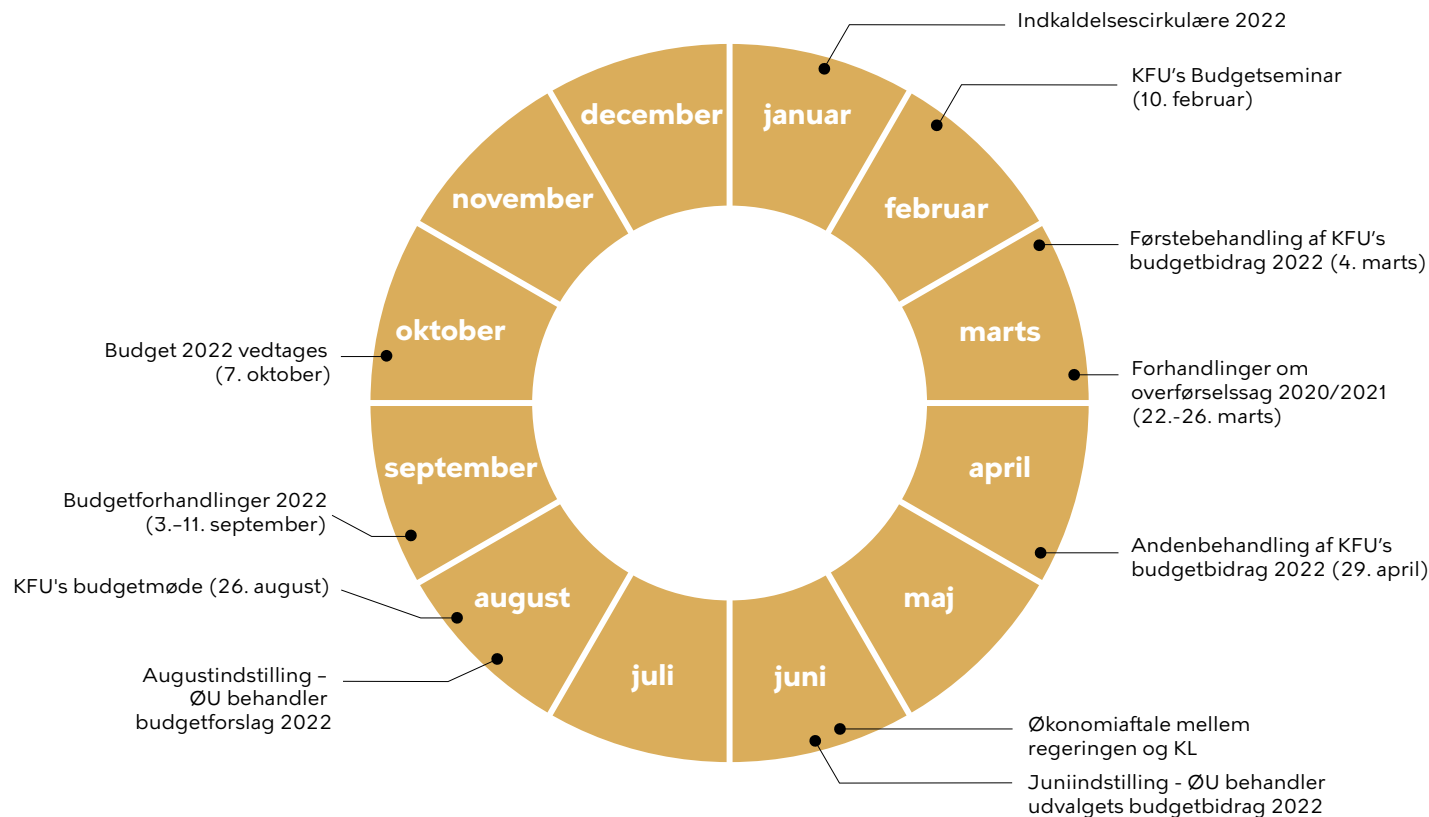 Indkaldelsescirkulære 2022
KFU's Budgetseminar
(10. februar)
Førstebehandling af KFU's
budgetbidrag 2022 (4. marts)
Forhandlinger om
overførselssag 2020/2021
(22.-26. marts)
Andenbehandling af KFU's
budgetbidrag 2022 (29. april)
Økonomiaftale mellem
regeringen og KL
Juniindstilling - ØU behandler
udvalgets budgetbidrag 2022
Augustindstilling –
ØU behandler
budgetforslag 2022
KFU's budgetmøde (26. august)
Budgetforhandlinger 2022
(3.–11. september)
Budget 2022 vedtages
(7. oktober)
januar
februar
marts
april
maj
juni
juli
august
september
oktober
november
december